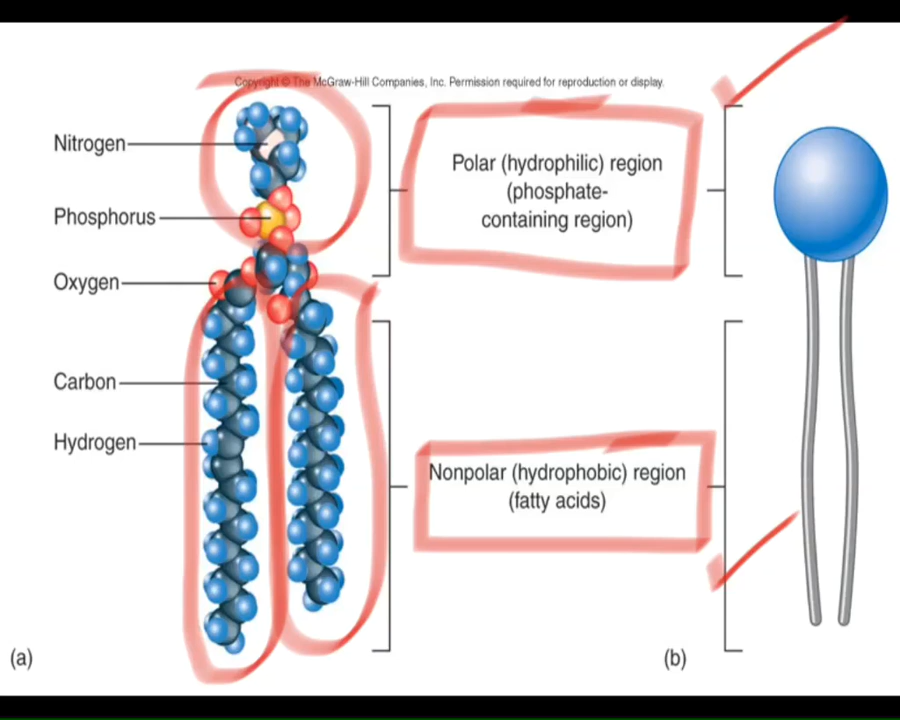 Copyright © The McGraw-Hill Companies, Inc. Permission required for reproduction or display.
Nitrogen
Phosphorus
Oxygen
Carbon
Hydrogen
Polar (hydrophilic) region
(phosphate-
containing region)
Nonpolar (hydrophobic) region
(fatty acids)
(a)
(b)